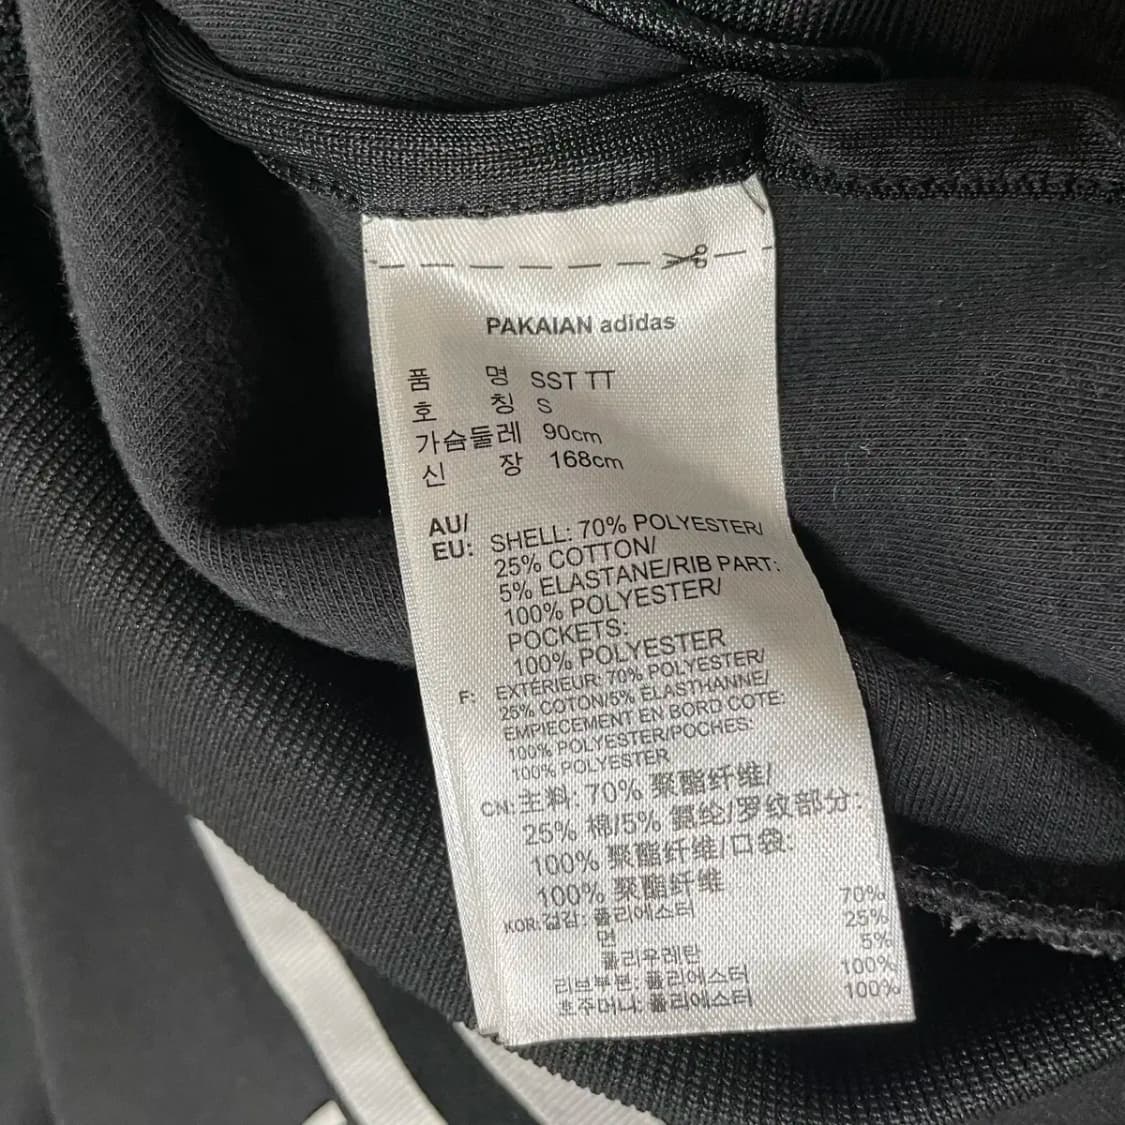 PAKAIAN adidas
품 명 SST TT
호 칭 S
가슴둘레 90cm
신 장 168cm
AU/
EU: SHELL: 70% POLYESTER/
25% COTTON/
5% ELASTANE/RIB PART:
100% POLYESTER/
POCKETS:
100% POLYESTER
F: EXTÉRIEUR: 70% POLYESTER/
25% COTON/5% ÉLASTHANNE/
EMPIECEMENT EN BORD COTE:
100% POLYESTER/POCHES:
100% POLYESTER
CN: 主料: 70% 聚酯纤维/
25% 棉/5% 氨纶/罗纹部分:
100% 聚酯纤维/口袋:
100% 聚酯纤维
KOR: 겉감: 폴리에스터 70%
면 25%
폴리우레탄 5%
리브부분: 폴리에스터 100%
호주머니: 폴리에스터 100%